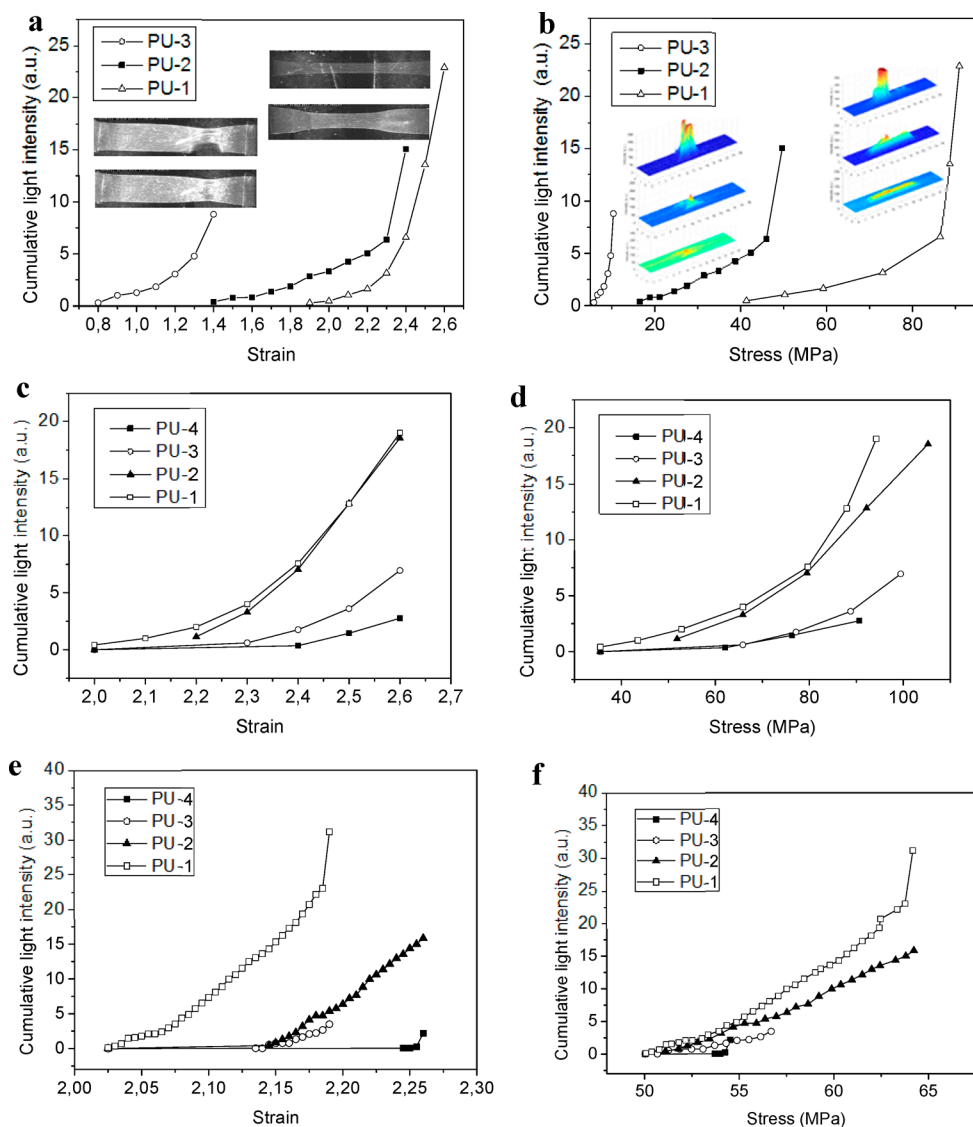 a
PU-3
PU-2
PU-1
Cumulative light intensity (a.u.)
25
20
15
10
5
0
0,8 1,0 1,2 1,4 1,6 1,8 2,0 2,2 2,4 2,6
Strain
b
PU-3
PU-2
PU-1
Cumulative light intensity (a.u.)
25
20
15
10
5
0
20 40 60 80
Stress (MPa)
c
PU-4
PU-3
PU-2
PU-1
Cumulative light intensity (a.u.)
20
15
10
5
0
2,0 2,1 2,2 2,3 2,4 2,5 2,6 2,7
Strain
d
PU-4
PU-3
PU-2
PU-1
Cumulative light intensity (a.u.)
20
15
10
5
0
40 60 80 100
Stress (MPa)
e
PU-4
PU-3
PU-2
PU-1
Cumulative light intensity (a.u.)
40
35
30
25
20
15
10
5
0
2,00 2,05 2,10 2,15 2,20 2,25 2,30
Strain
f
PU-4
PU-3
PU-2
PU-1
Cumulative light intensity (a.u.)
40
35
30
25
20
15
10
5
0
50 55 60 65
Stress (MPa)